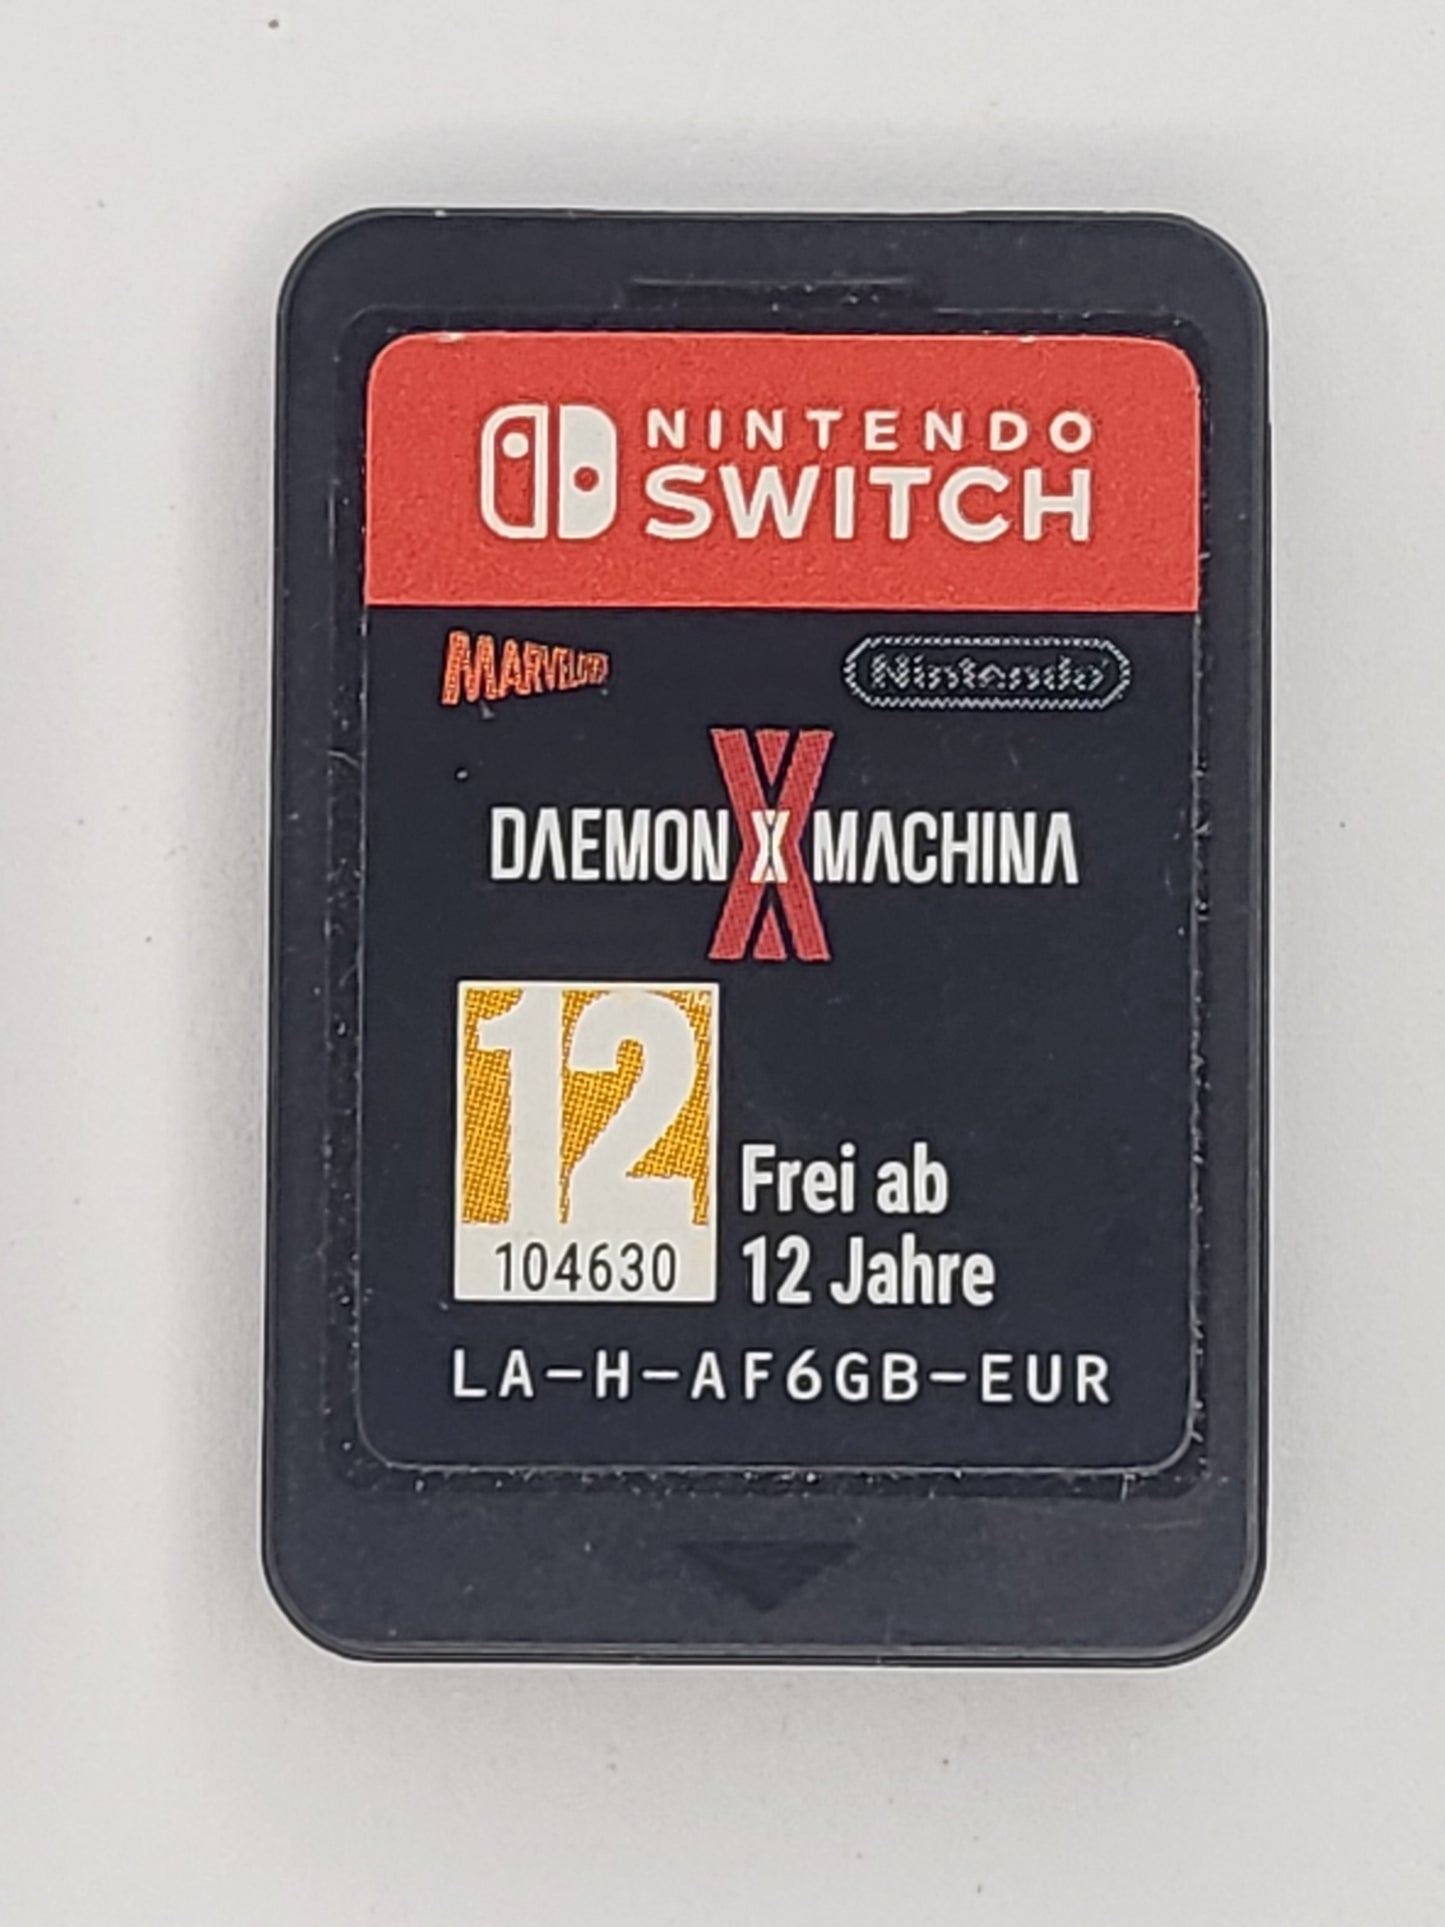 NINTENDO
SWITCH
MARVELOUS Nintendo
DAEMON X MACHINA
12
104630
Frei ab
12 Jahre
LA-H-AF6GB-EUR